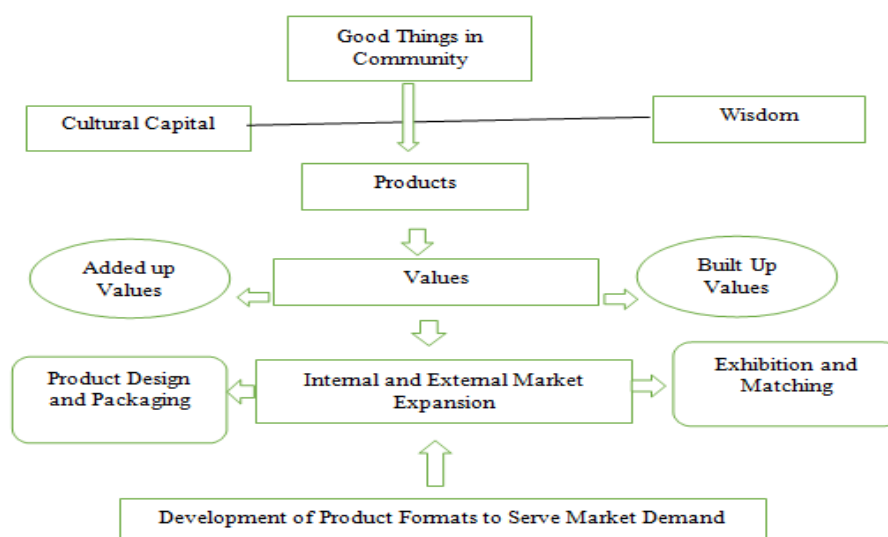 Good Things in
Community
Cultural Capital
Wisdom
Products
Added up
Values
Values
Built Up
Values
Product Design
and Packaging
Internal and External Market
Expansion
Exhibition and
Matching
Development of Product Formats to Serve Market Demand